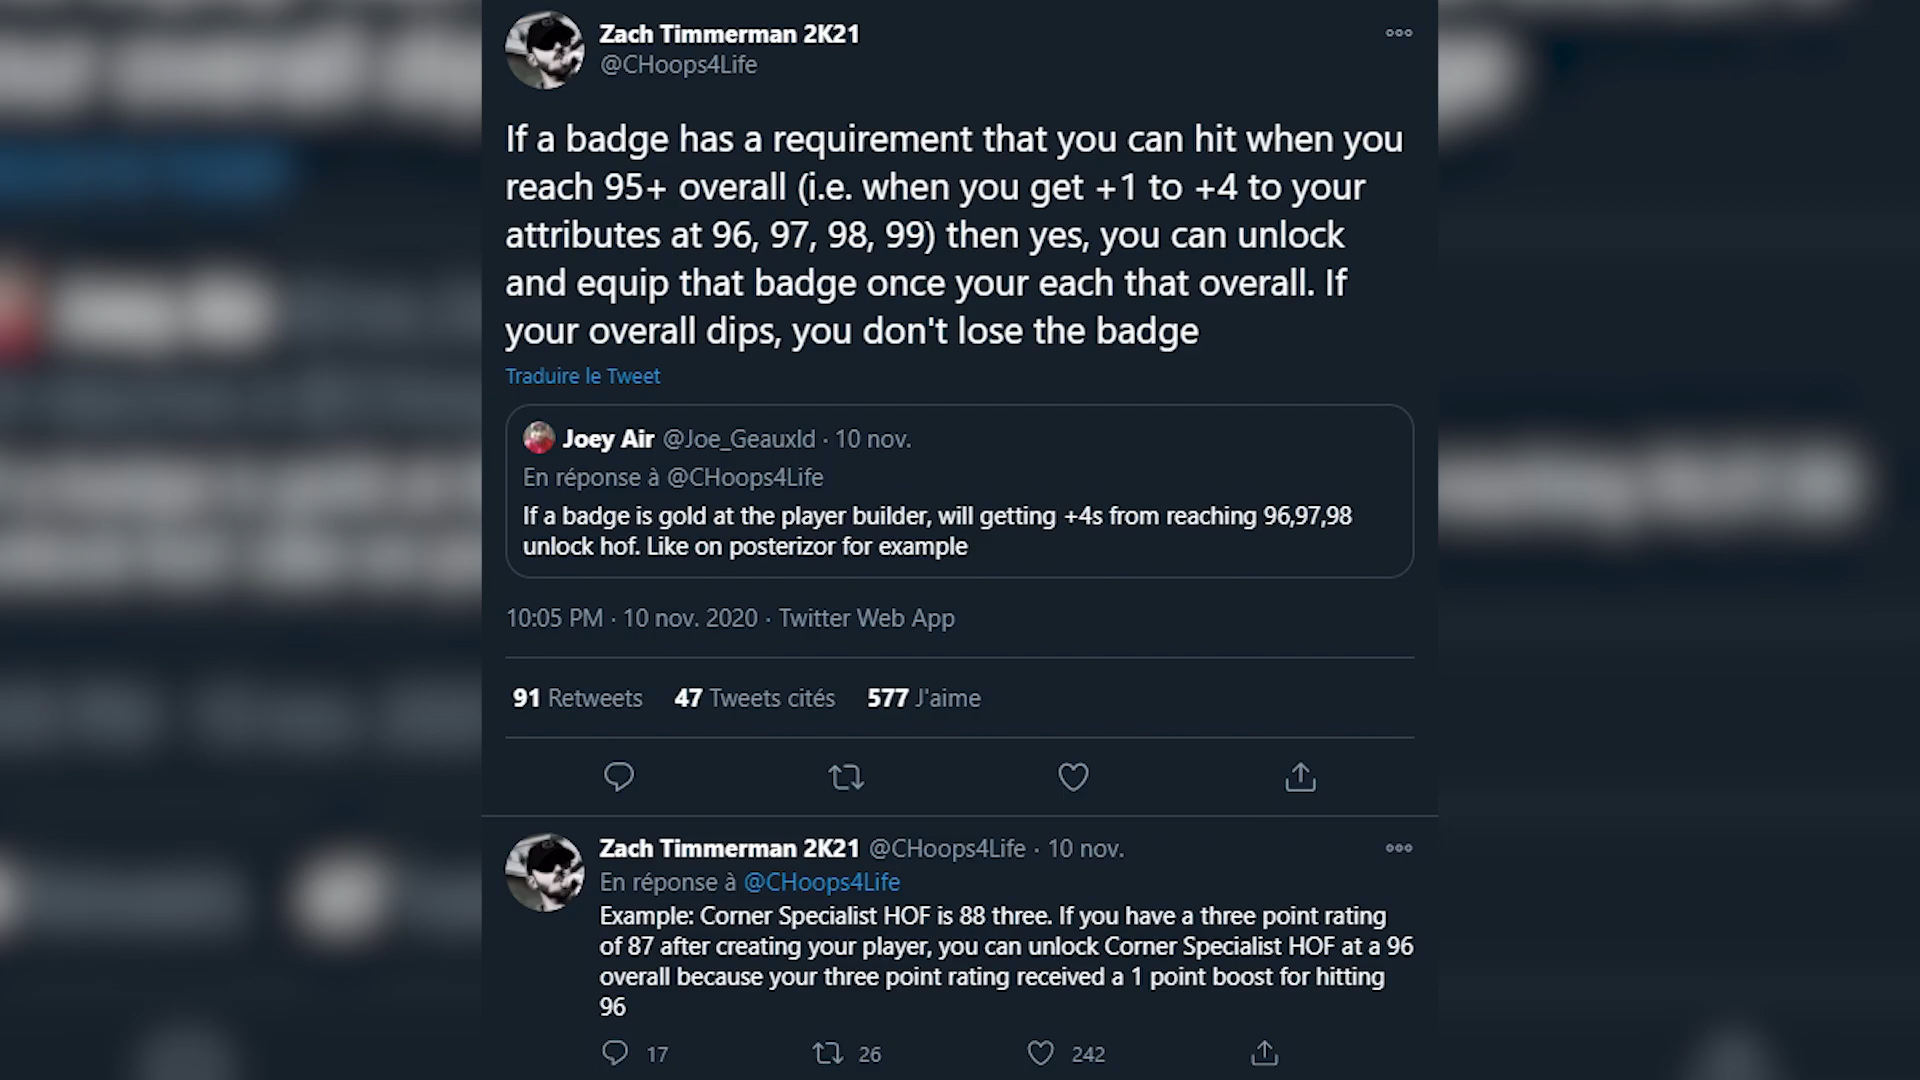 Zach Timmerman 2K21
@CHoops4Life
If a badge has a requirement that you can hit when you
reach 95+ overall (i.e. when you get +1 to +4 to your
attributes at 96, 97, 98, 99) then yes, you can unlock
and equip that badge once your each that overall. If
your overall dips, you don't lose the badge
Traduire le Tweet
Joey Air @Joe_Geauxld · 10 nov.
En réponse à @CHoops4Life
If a badge is gold at the player builder, will getting +4s from reaching 96,97,98
unlock hof. Like on posterizor for example
10:05 PM · 10 nov. 2020 · Twitter Web App
91 Retweets 47 Tweets cités 577 J'aime
Zach Timmerman 2K21 @CHoops4Life · 10 nov.
En réponse à @CHoops4Life
Example: Corner Specialist HOF is 88 three. If you have a three point rating
of 87 after creating your player, you can unlock Corner Specialist HOF at a 96
overall because your three point rating received a 1 point boost for hitting
96
17 26 242